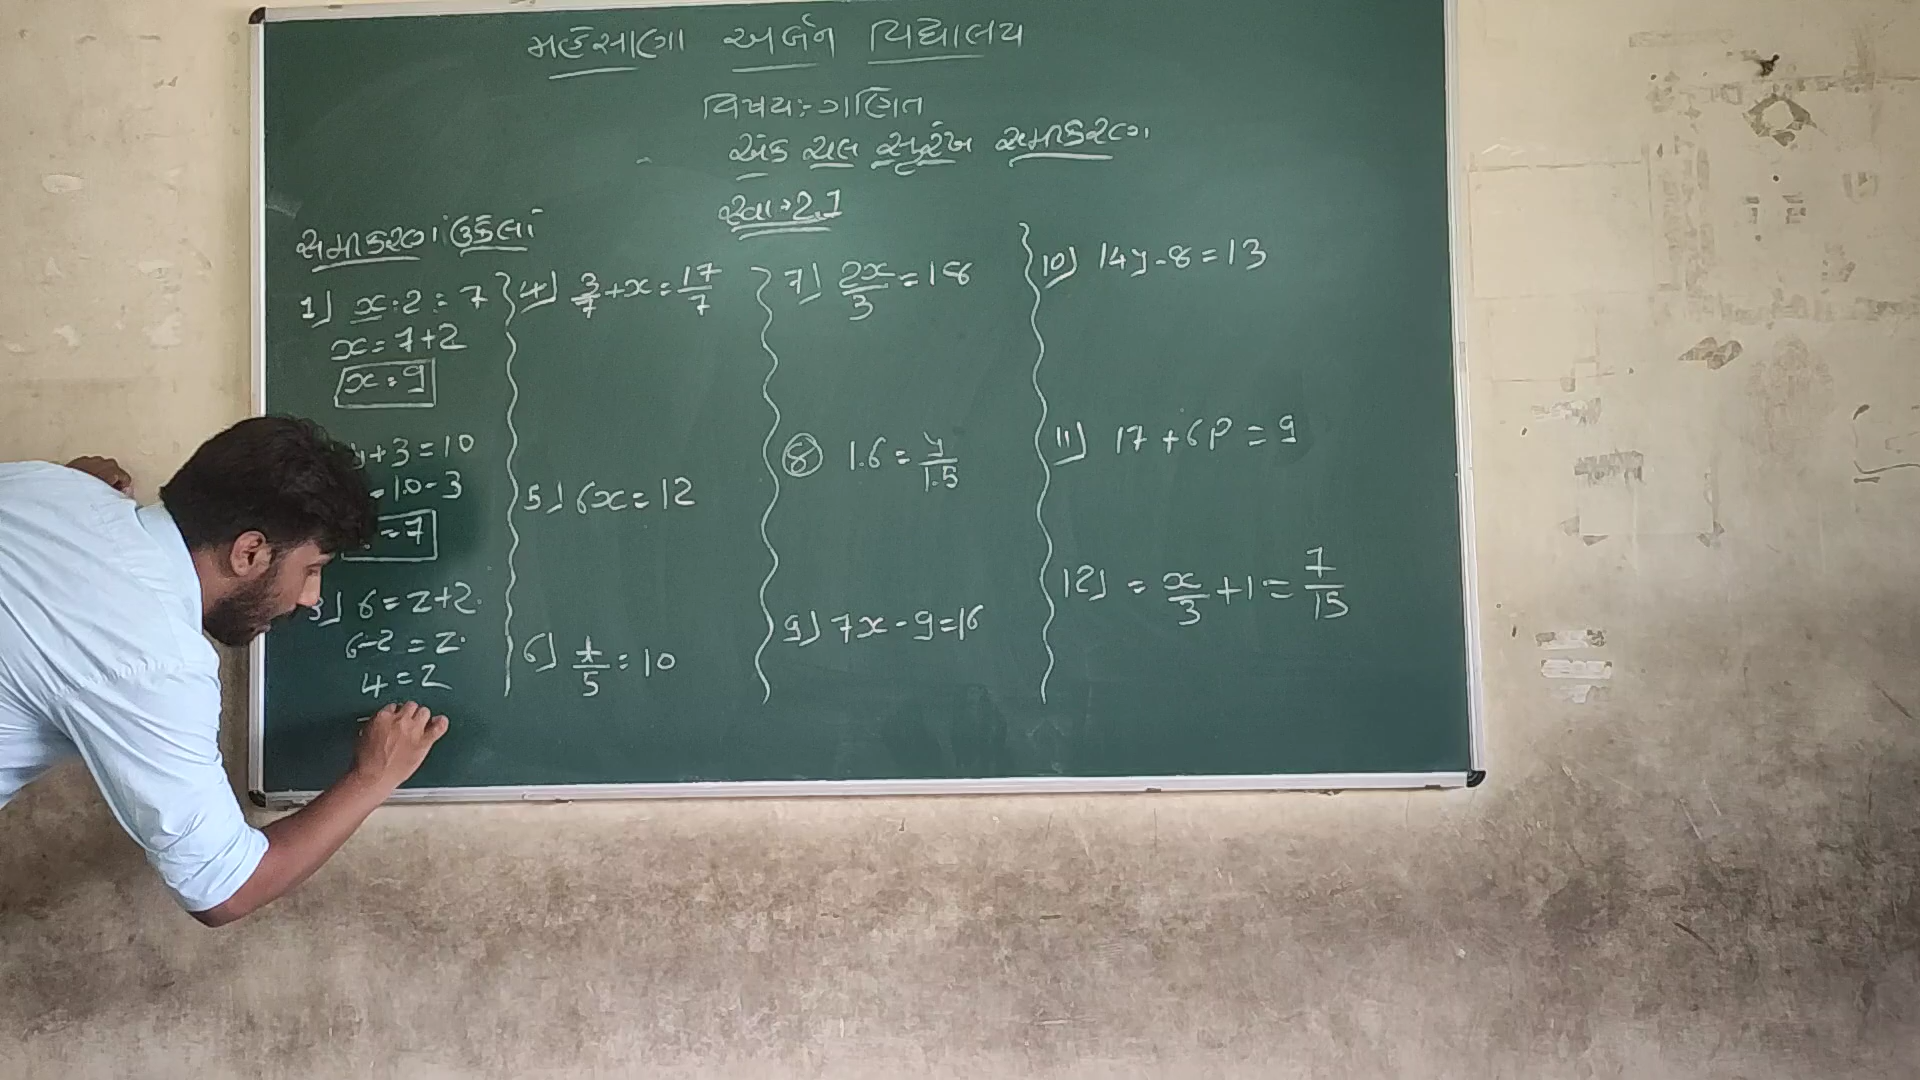 મહેસાણા અર્બન વિદ્યાલય
વિષય:- ગણિત
એક ચલ સુરેખ સમીકરણ
સ્વા → 2.1
સમીકરણ ઉકેલો
1) x-2=7
x=7+2
x=9
y+3=10
=10-3
=7
3) 6=z+2
6-2=z
4=z
4) 3/7+x=17/7
5) 6x=12
6) t/5=10
7) 2x/3=18
8 1.6=y/1.5
9) 7x-9=16
10) 14y-8=13
11) 17+6P=9
12) = x/3+1=7/15